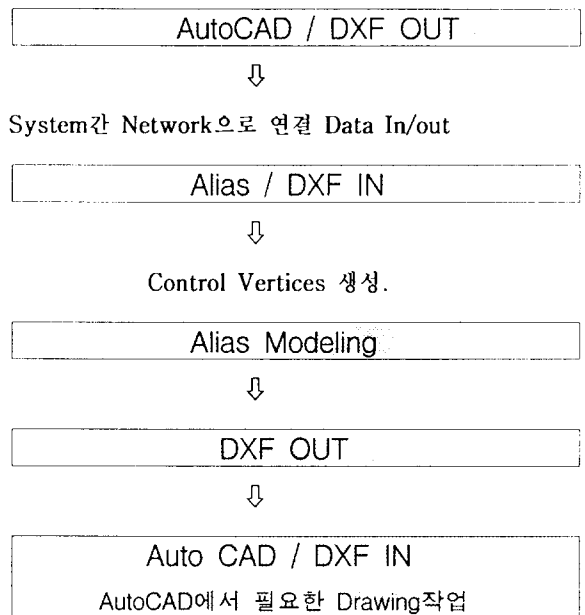 AutoCAD / DXF OUT
⇩
System간 Network으로 연결 Data In/out
Alias / DXF IN
⇩
Control Vertices 생성.
Alias Modeling
⇩
DXF OUT
⇩
Auto CAD / DXF IN
AutoCAD에서 필요한 Drawing작업